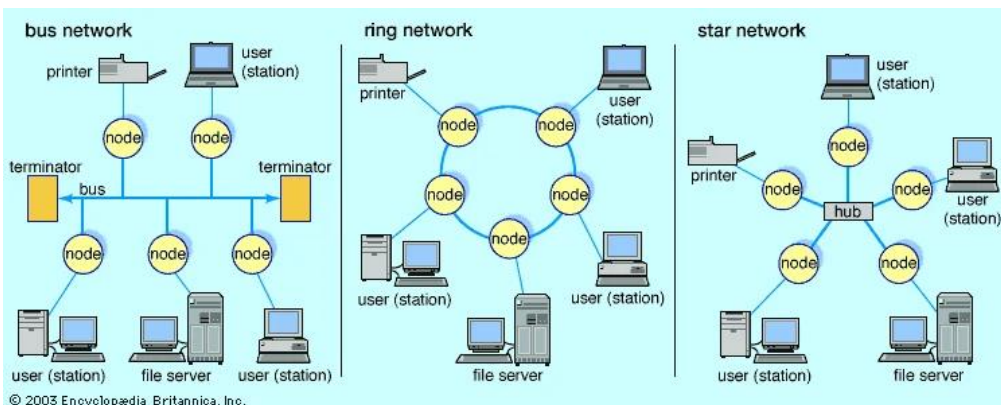 bus network
printer
user
(station)
node
node
terminator
terminator
bus
node
node
node
user (station)
file server
user (station)
ring network
printer
user
(station)
node
node
node
node
node
user (station)
user (station)
file server
star network
user
(station)
printer
node
node
node
user
(station)
hub
node
node
user (station)
file server
© 2003 Encyclopædia Britannica, Inc.